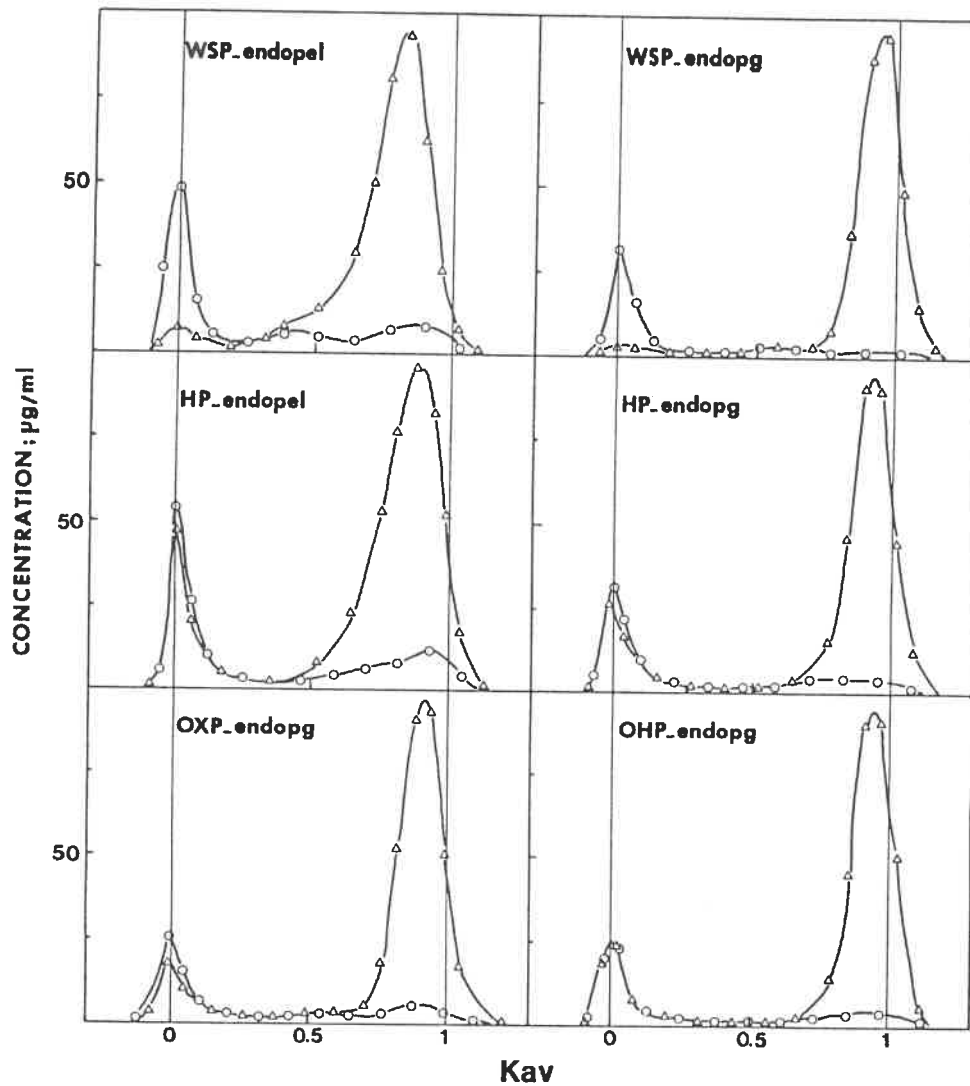 WSP_endopel
WSP_endopg
50
HP_endopel
HP_endopg
50
OXP_endopg
OHP_endopg
50
CONCENTRATION ; µg/ml
0 0.5 1
0 0.5 1
Kav